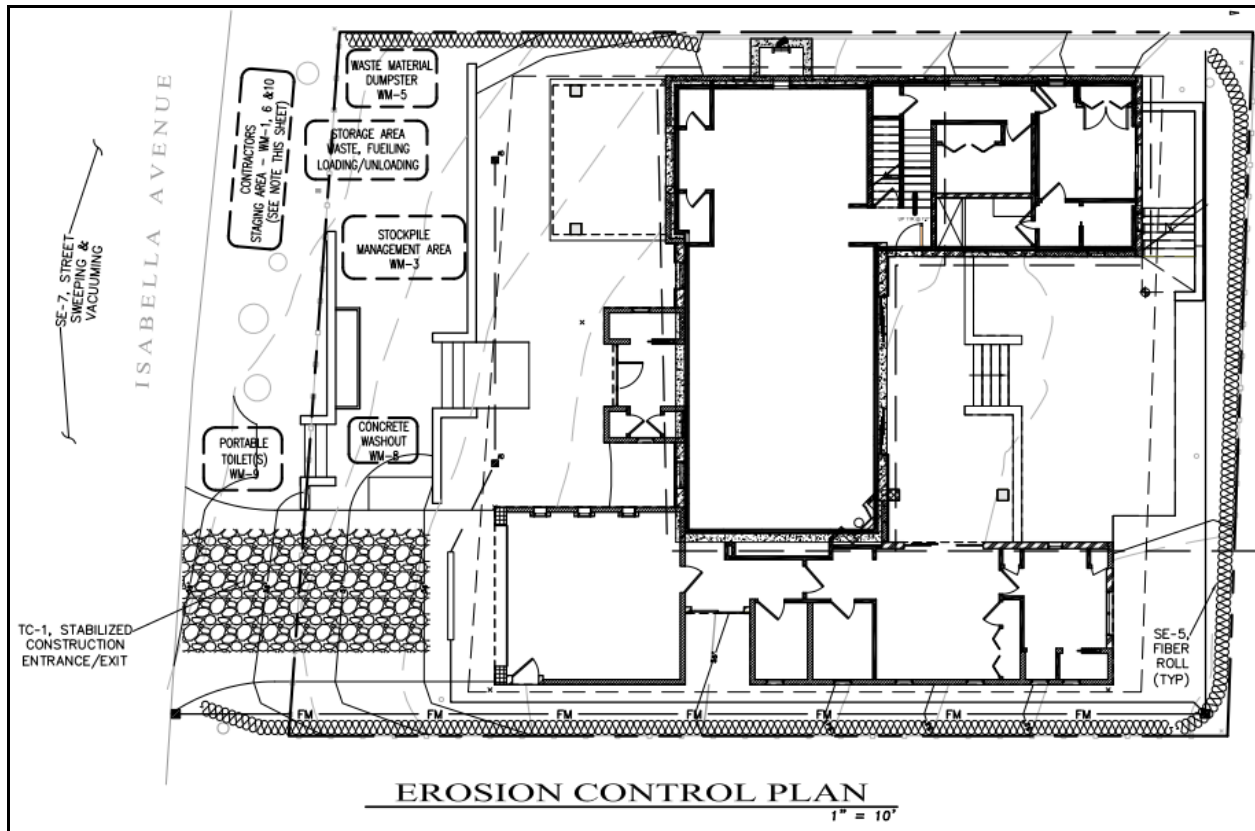 WASTE MATERIAL
DUMPSTER
WM-5
CONTRACTORS
STAGING AREA - WM-1, 6 &10
(SEE NOTE THIS SHEET)
STORAGE AREA
WASTE, FUEILING
LOADING/UNLOADING
STOCKPILE
MANAGEMENT AREA
WM-3
SE-7, STREET
SWEEPING &
VACUUMING
ISABELLA AVENUE
PORTABLE
TOILET(S)
WM-9
CONCRETE
WASHOUT
WM-8
TC-1, STABILIZED
CONSTRUCTION
ENTRANCE/EXIT
SE-5,
FIBER
ROLL
(TYP)
FM FM FM FM FM FM FM
EROSION CONTROL PLAN
1" = 10'